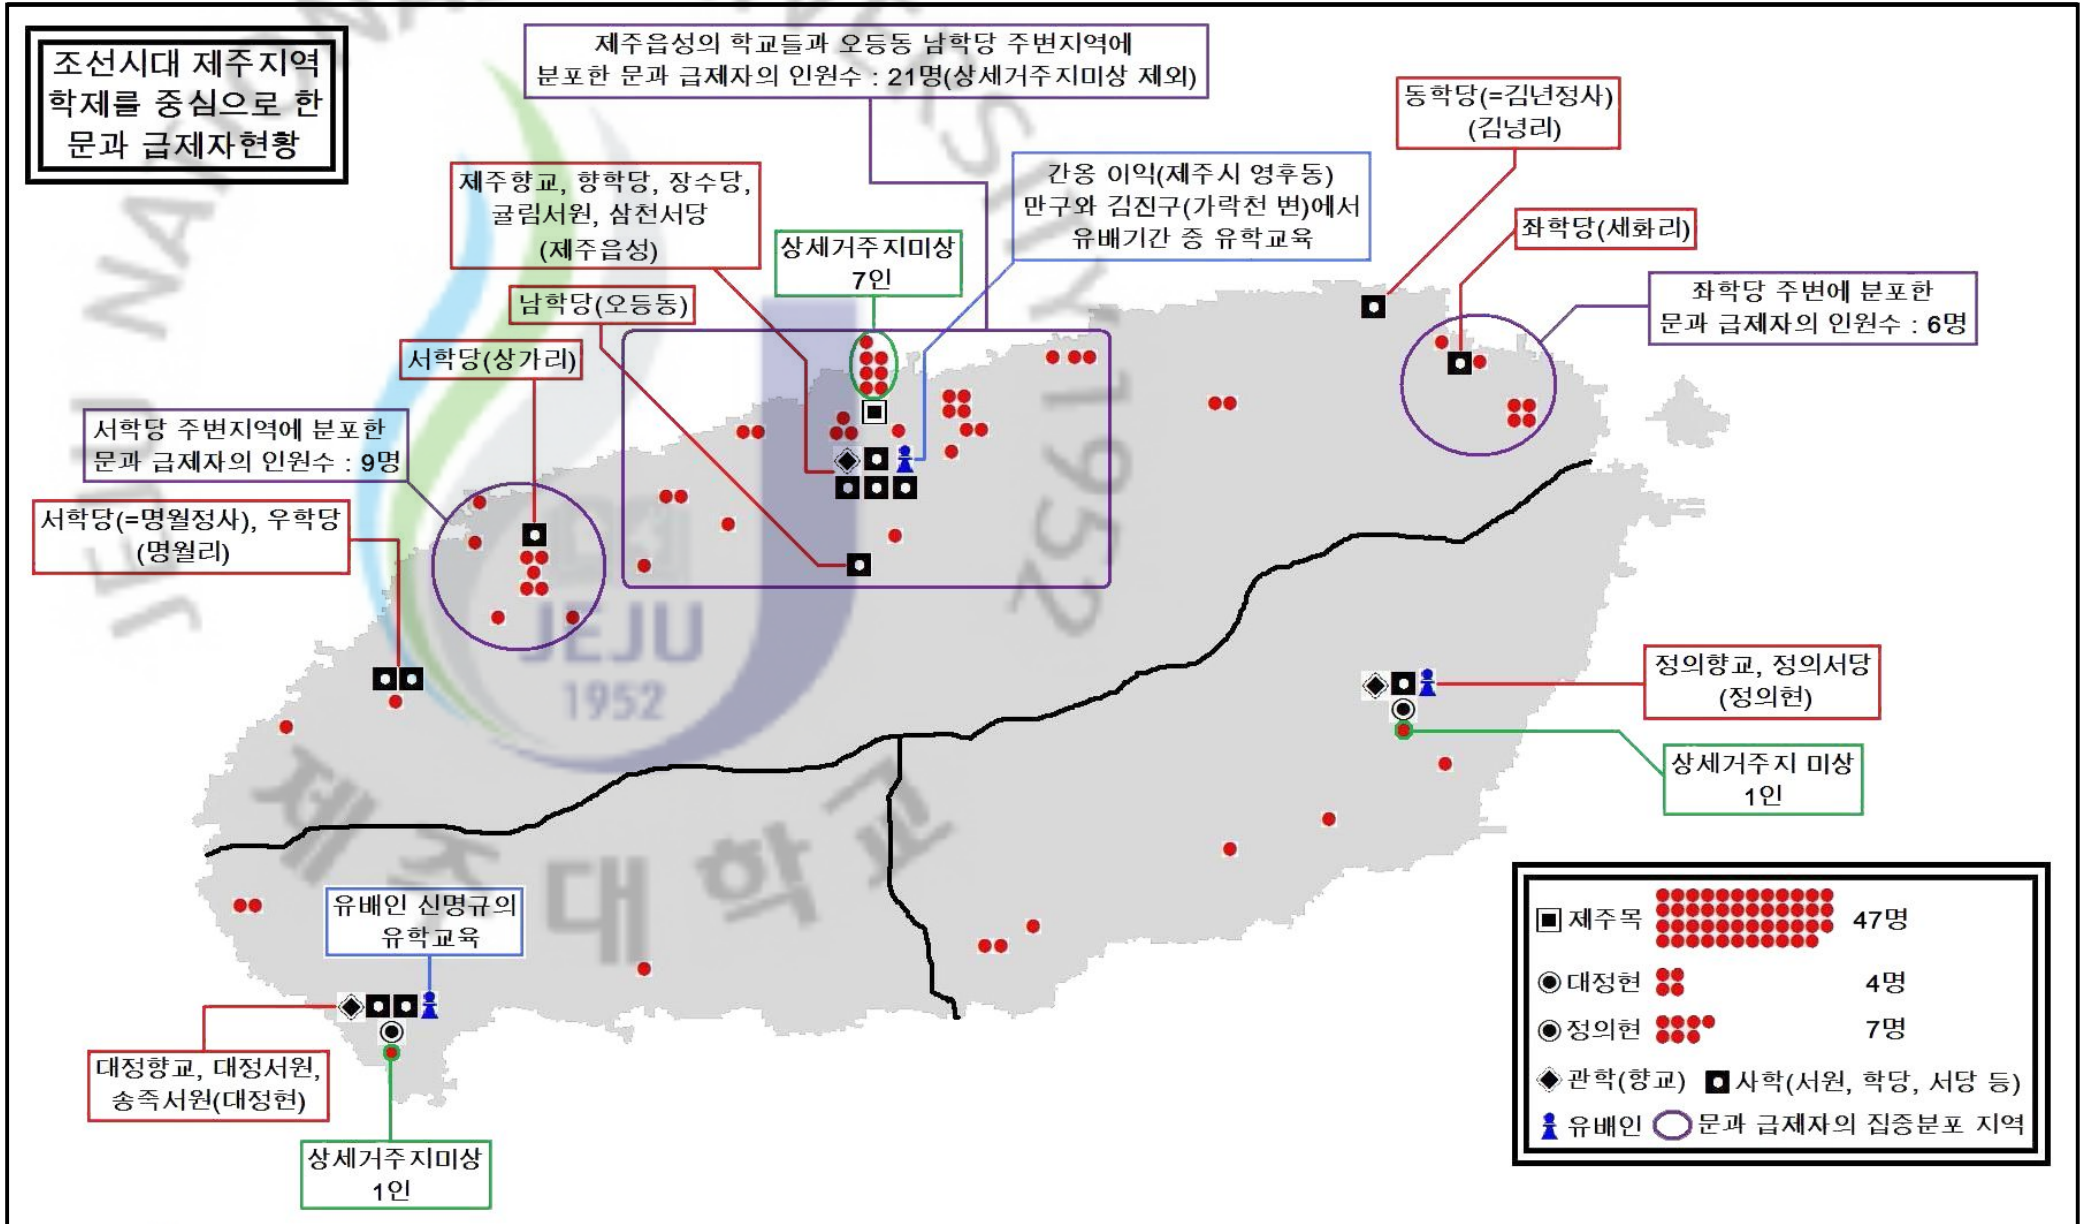 조선시대 제주지역
학제를 중심으로 한
문과 급제자현황
제주읍성의 학교들과 오등동 남학당 주변지역에
분포한 문과 급제자의 인원수 : 21명(상세거주지미상 제외)
동학당(=김년정사)
(김녕리)
제주향교, 향학당, 장수당,
귤림서원, 삼천서당
(제주읍성)
간옹 이익(제주시 영후동)
만구와 김진구(가락천 변)에서
유배기간 중 유학교육
상세거주지미상
7인
좌학당(세화리)
좌학당 주변에 분포한
문과 급제자의 인원수 : 6명
남학당(오등동)
서학당(상가리)
서학당 주변지역에 분포한
문과 급제자의 인원수 : 9명
서학당(=명월정사), 우학당
(명월리)
정의향교, 정의서당
(정의현)
상세거주지 미상
1인
유배인 신명규의
유학교육
대정향교, 대정서원,
송죽서원(대정현)
상세거주지미상
1인
제주목 47명
대정현 4명
정의현 7명
관학(향교) 사학(서원, 학당, 서당 등)
유배인 문과 급제자의 집중분포 지역
JEJU NATIONAL UNIVERSITY 1952
JEJU
1952
제주대학교